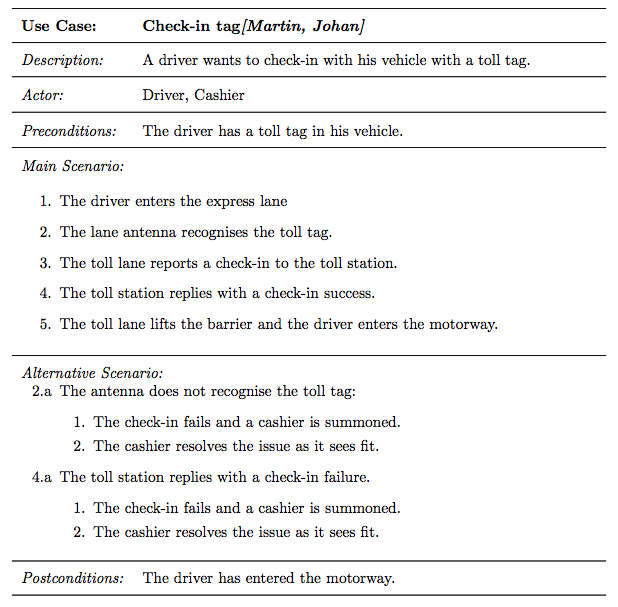 Use Case: Check-in tag[Martin, Johan]
Description: A driver wants to check-in with his vehicle with a toll tag.
Actor: Driver, Cashier
Preconditions: The driver has a toll tag in his vehicle.
Main Scenario:
1. The driver enters the express lane
2. The lane antenna recognises the toll tag.
3. The toll lane reports a check-in to the toll station.
4. The toll station replies with a check-in success.
5. The toll lane lifts the barrier and the driver enters the motorway.
Alternative Scenario:
2.a The antenna does not recognise the toll tag:
1. The check-in fails and a cashier is summoned.
2. The cashier resolves the issue as it sees fit.
4.a The toll station replies with a check-in failure.
1. The check-in fails and a cashier is summoned.
2. The cashier resolves the issue as it sees fit.
Postconditions: The driver has entered the motorway.